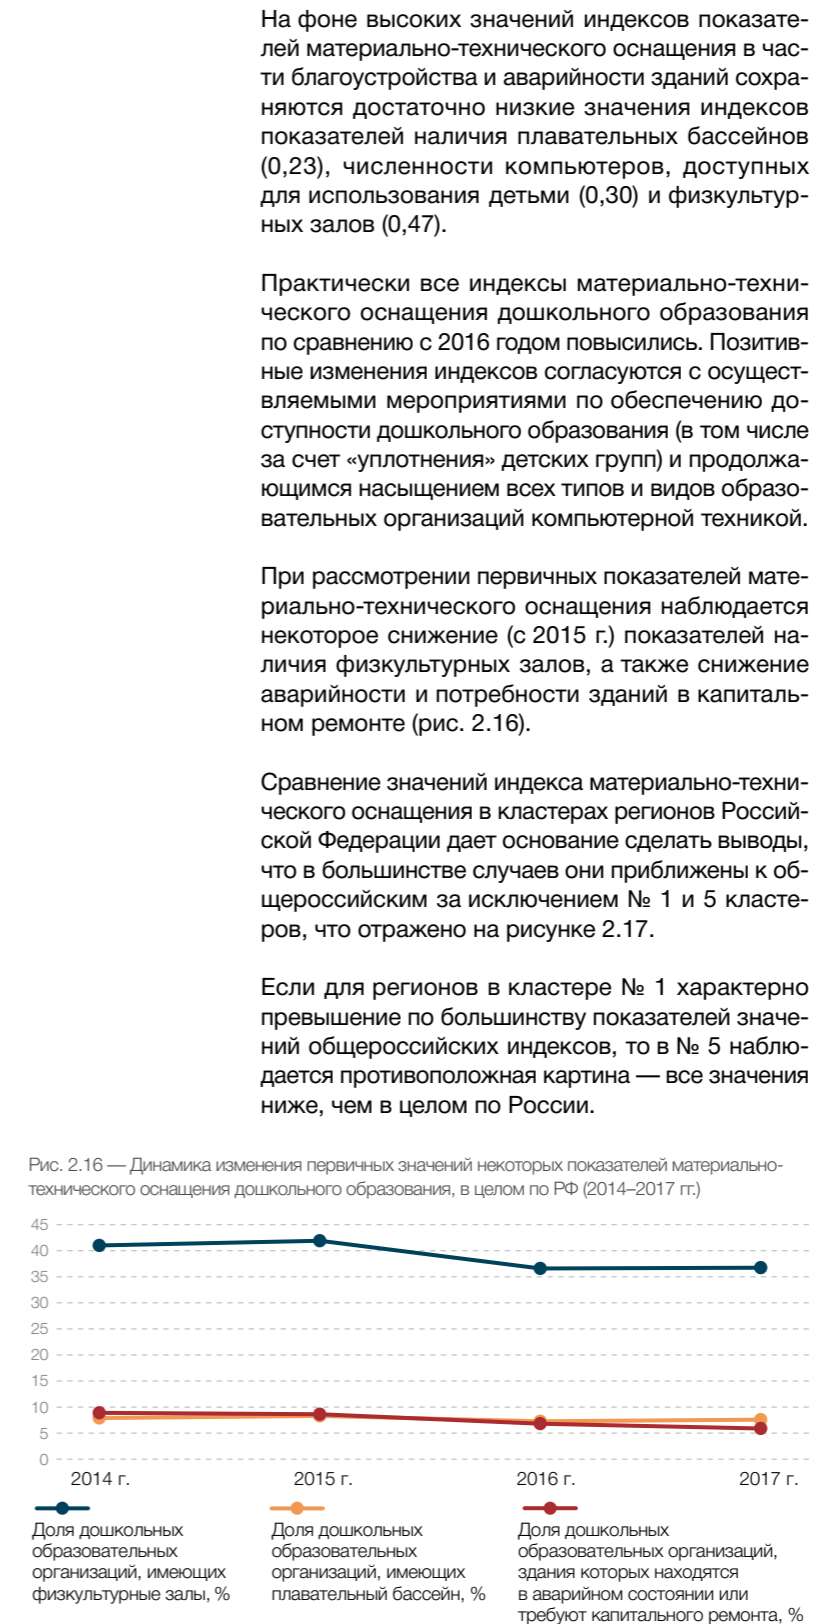 На фоне высоких значений индексов показате-
лей материально-технического оснащения в час-
ти благоустройства и аварийности зданий сохра-
няются достаточно низкие значения индексов
показателей наличия плавательных бассейнов
(0,23), численности компьютеров, доступных
для использования детьми (0,30) и физкультур-
ных залов (0,47).
Практически все индексы материально-техни-
ческого оснащения дошкольного образования
по сравнению с 2016 годом повысились. Позитив-
ные изменения индексов согласуются с осущест-
вляемыми мероприятиями по обеспечению до-
ступности дошкольного образования (в том числе
за счет «уплотнения» детских групп) и продолжа-
ющимся насыщением всех типов и видов образо-
вательных организаций компьютерной техникой.
При рассмотрении первичных показателей мате-
риально-технического оснащения наблюдается
некоторое снижение (с 2015 г.) показателей на-
личия физкультурных залов, а также снижение
аварийности и потребности зданий в капиталь-
ном ремонте (рис. 2.16).
Сравнение значений индекса материально-техни-
ческого оснащения в кластерах регионов Россий-
ской Федерации дает основание сделать выводы,
что в большинстве случаев они приближены к об-
щероссийским за исключением № 1 и 5 класте-
ров, что отражено на рисунке 2.17.
Если для регионов в кластере № 1 характерно
превышение по большинству показателей значе-
ний общероссийских индексов, то в № 5 наблю-
дается противоположная картина — все значения
ниже, чем в целом по России.
Рис. 2.16 — Динамика изменения первичных значений некоторых показателей материально-
технического оснащения дошкольного образования, в целом по РФ (2014–2017 гг.)
45
40
35
30
25
20
15
10
5
0
2014 г. 2015 г. 2016 г. 2017 г.
Доля дошкольных
образовательных
организаций, имеющих
физкультурные залы, %
Доля дошкольных
образовательных
организаций, имеющих
плавательный бассейн, %
Доля дошкольных
образовательных организаций,
здания которых находятся
в аварийном состоянии или
требуют капитального ремонта, %